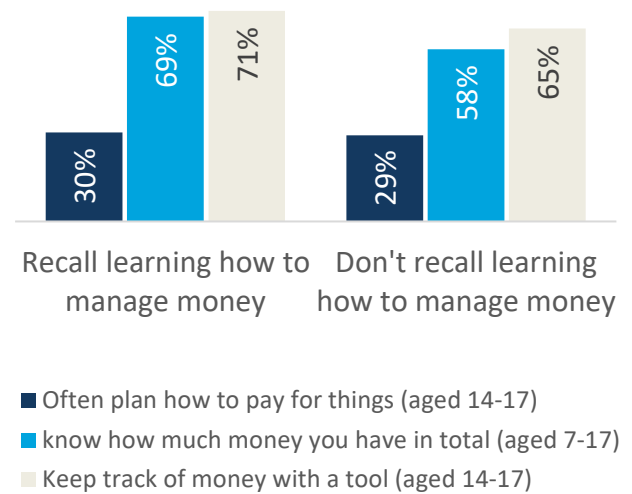 30%
69%
71%
29%
58%
65%
Recall learning how to
manage money
Don't recall learning
how to manage money
Often plan how to pay for things (aged 14-17)
know how much money you have in total (aged 7-17)
Keep track of money with a tool (aged 14-17)